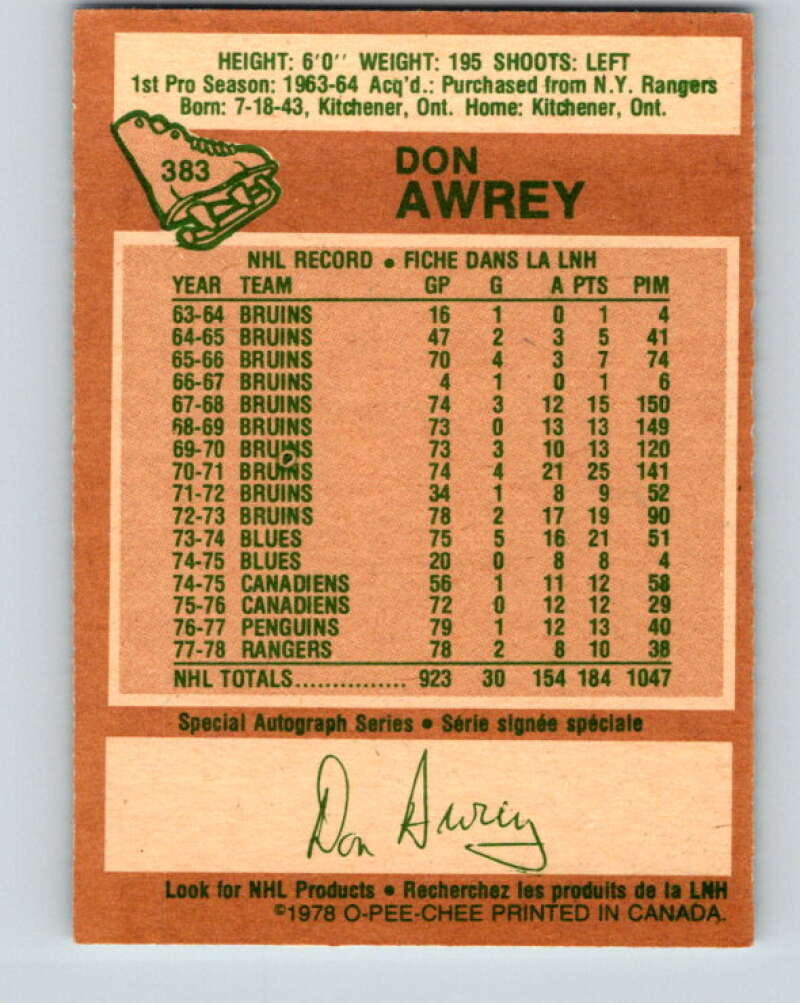 HEIGHT: 6'0'' WEIGHT: 195 SHOOTS: LEFT
1st Pro Season: 1963-64 Acq'd.: Purchased from N.Y. Rangers
Born: 7-18-43, Kitchener, Ont. Home: Kitchener, Ont.
383
DON
AWREY
NHL RECORD • FICHE DANS LA LNH
YEAR TEAM GP G A PTS PIM
63-64 BRUINS 16 1 0 1 4
64-65 BRUINS 47 2 3 5 41
65-66 BRUINS 70 4 3 7 74
66-67 BRUINS 4 1 0 1 6
67-68 BRUINS 74 3 12 15 150
68-69 BRUINS 73 0 13 13 149
69-70 BRUINS 73 3 10 13 120
70-71 BRUINS 74 4 21 25 141
71-72 BRUINS 34 1 8 9 52
72-73 BRUINS 78 2 17 19 90
73-74 BLUES 75 5 16 21 51
74-75 BLUES 20 0 8 8 4
74-75 CANADIENS 56 1 11 12 58
75-76 CANADIENS 72 0 12 12 29
76-77 PENGUINS 79 1 12 13 40
77-78 RANGERS 78 2 8 10 38
NHL TOTALS............... 923 30 154 184 1047
Special Autograph Series • Série signée spéciale
Don Awrey
Look for NHL Products • Recherchez les produits de la LNH
©1978 O-PEE-CHEE PRINTED IN CANADA.